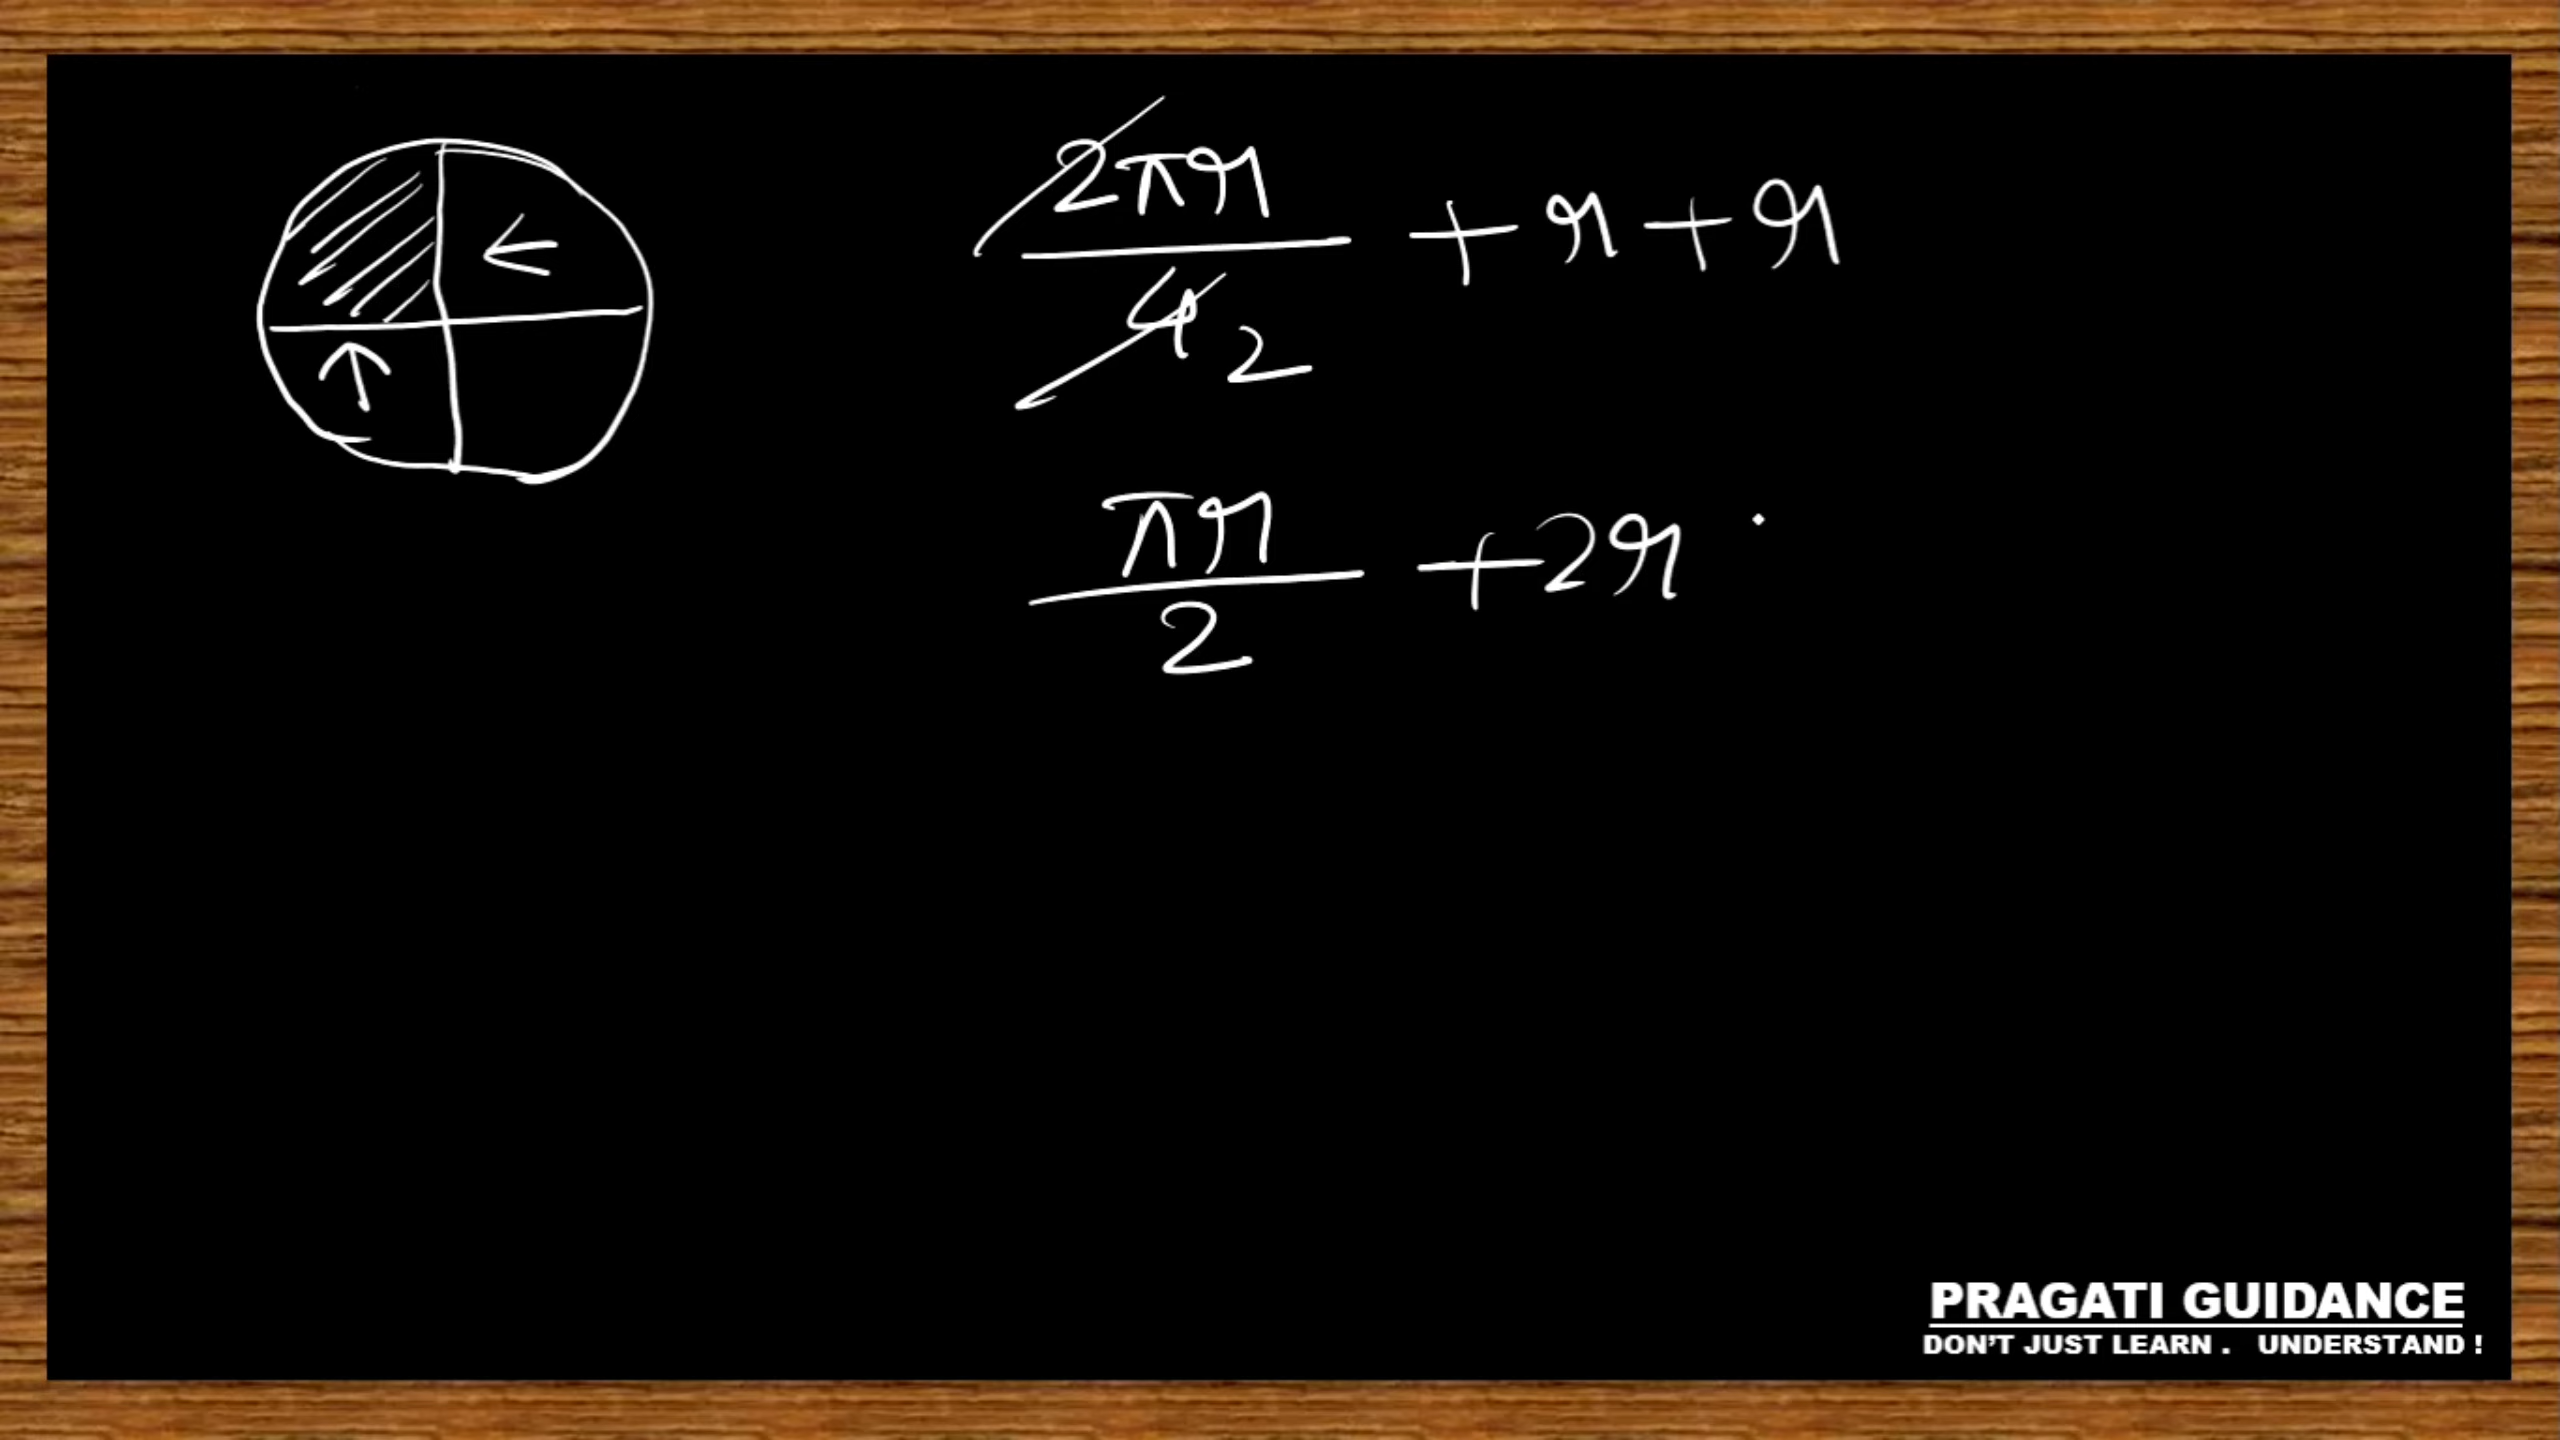 2πr/4 2 + r + r
πr/2 + 2r
PRAGATI GUIDANCE
DON'T JUST LEARN . UNDERSTAND !